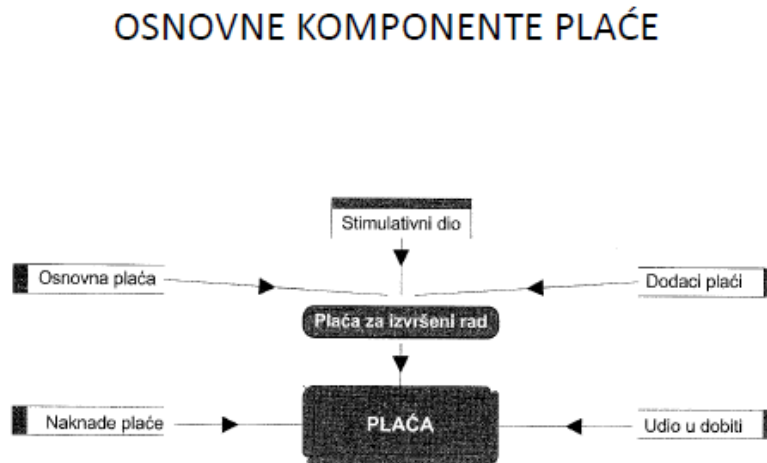 OSNOVNE KOMPONENTE PLAĆE
Stimulativni dio
Osnovna plaća
Dodaci plaći
Plaća za izvršeni rad
Naknade plaće
PLAĆA
Udio u dobiti